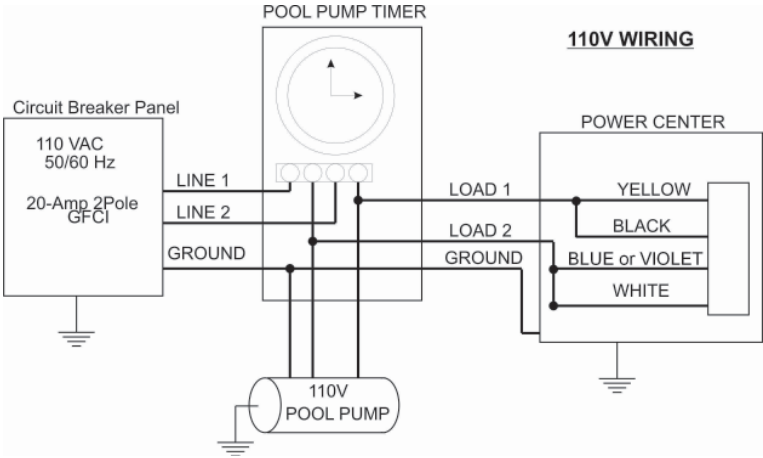 POOL PUMP TIMER
110V WIRING
Circuit Breaker Panel
110 VAC
50/60 Hz
20-Amp 2Pole
GFCI
POWER CENTER
LINE 1
LINE 2
GROUND
LOAD 1
LOAD 2
GROUND
YELLOW
BLACK
BLUE or VIOLET
WHITE
110V
POOL PUMP